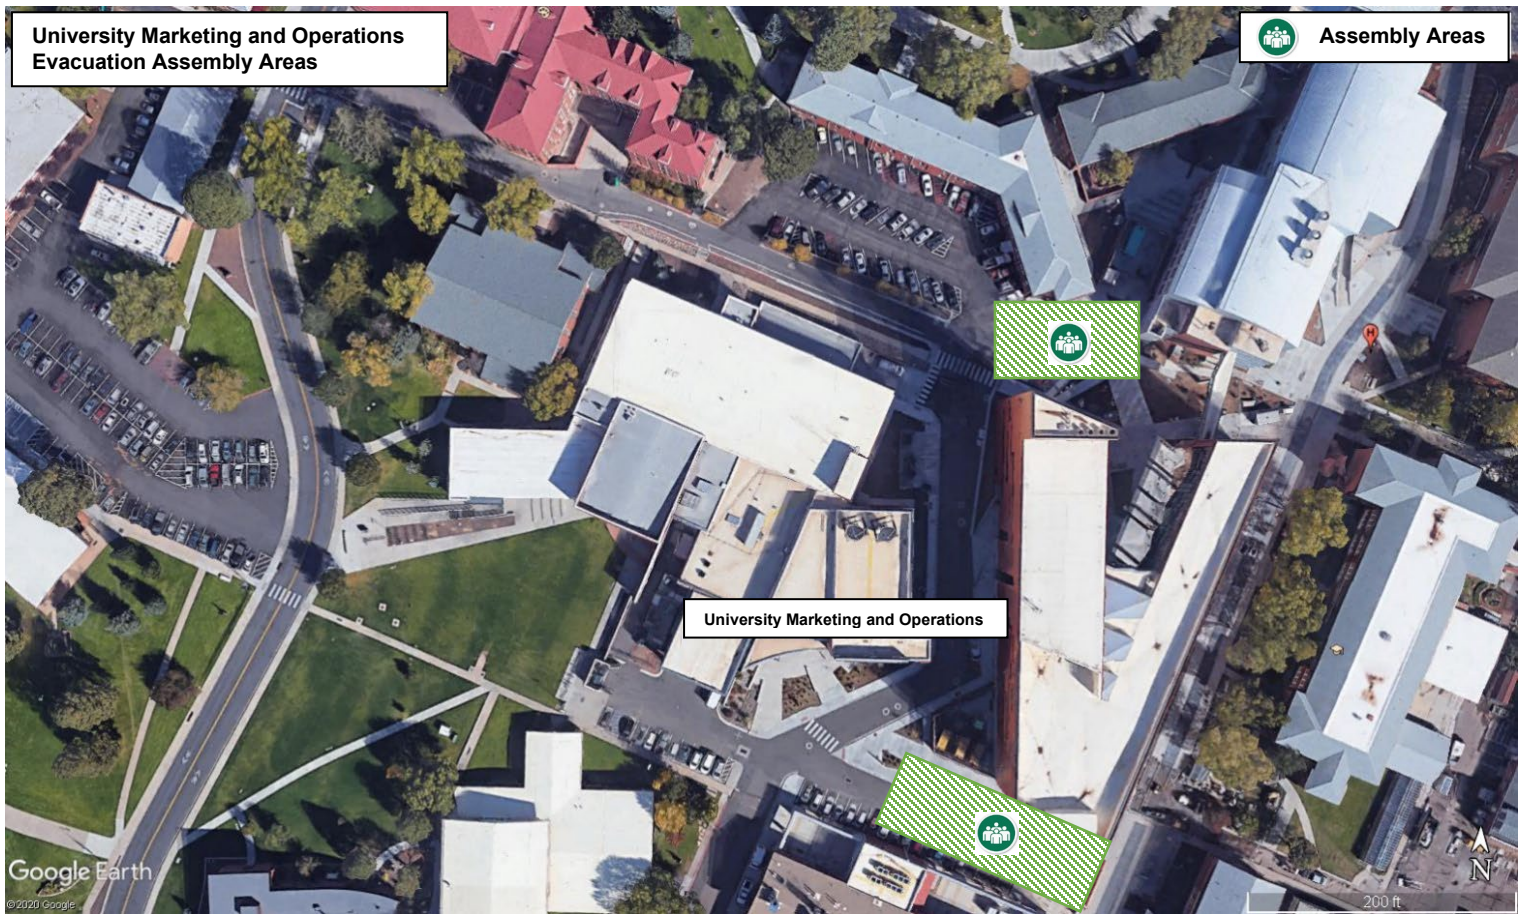 University Marketing and Operations
Evacuation Assembly Areas
Assembly Areas
H
University Marketing and Operations
Google Earth
©2020 Google
N
200 ft